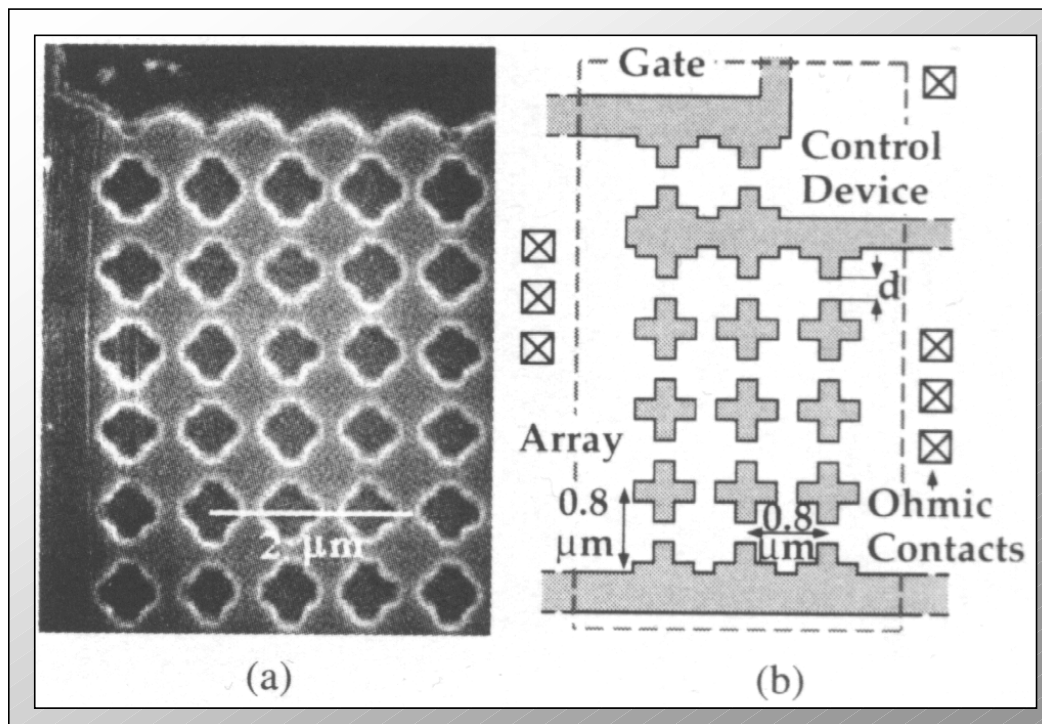 2 μm
(a)
Gate
Control
Device
d
Array
0.8
μm
0.8
μm
Ohmic
Contacts
(b)